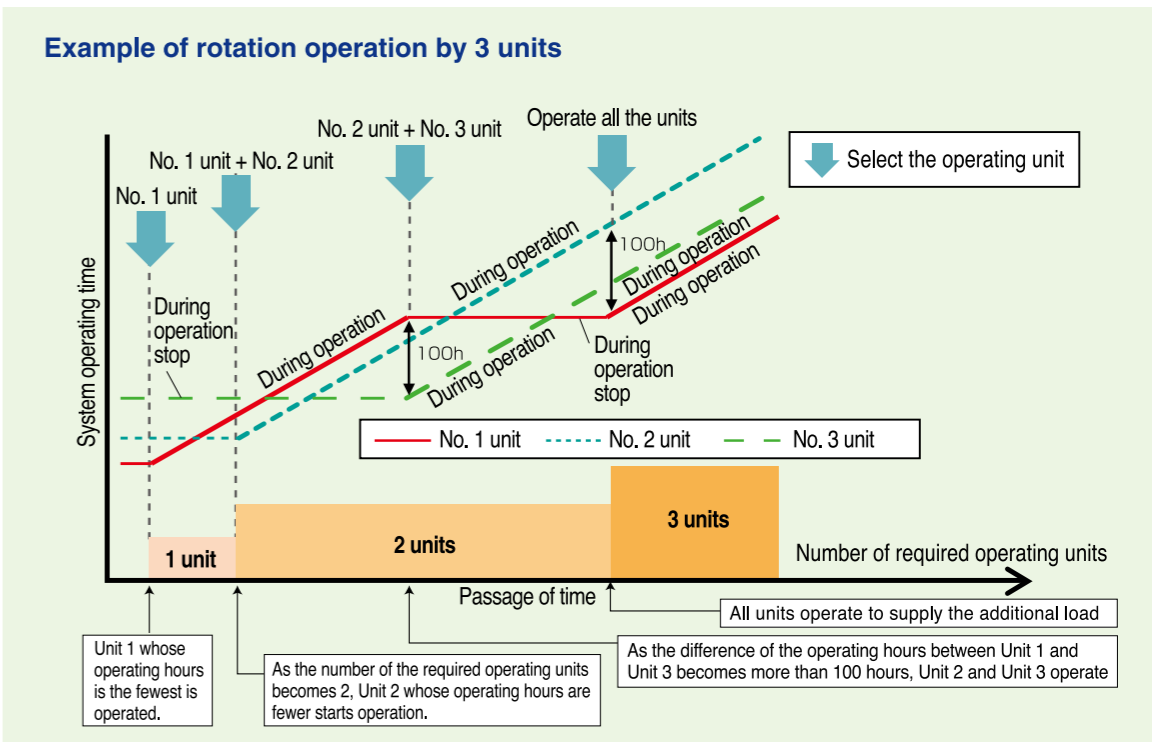 Example of rotation operation by 3 units
Operate all the units
No. 2 unit + No. 3 unit
No. 1 unit + No. 2 unit
No. 1 unit
Select the operating unit
System operating time
During
operation
stop
During operation
During operation
100h
During operation
100h
During operation
During operation
During
operation
stop
No. 1 unit
No. 2 unit
No. 3 unit
1 unit
2 units
3 units
Number of required operating units
Passage of time
All units operate to supply the additional load
Unit 1 whose
operating hours
is the fewest is
operated.
As the number of the required operating units
becomes 2, Unit 2 whose operating hours are
fewer starts operation.
As the difference of the operating hours between Unit 1 and
Unit 3 becomes more than 100 hours, Unit 2 and Unit 3 operate